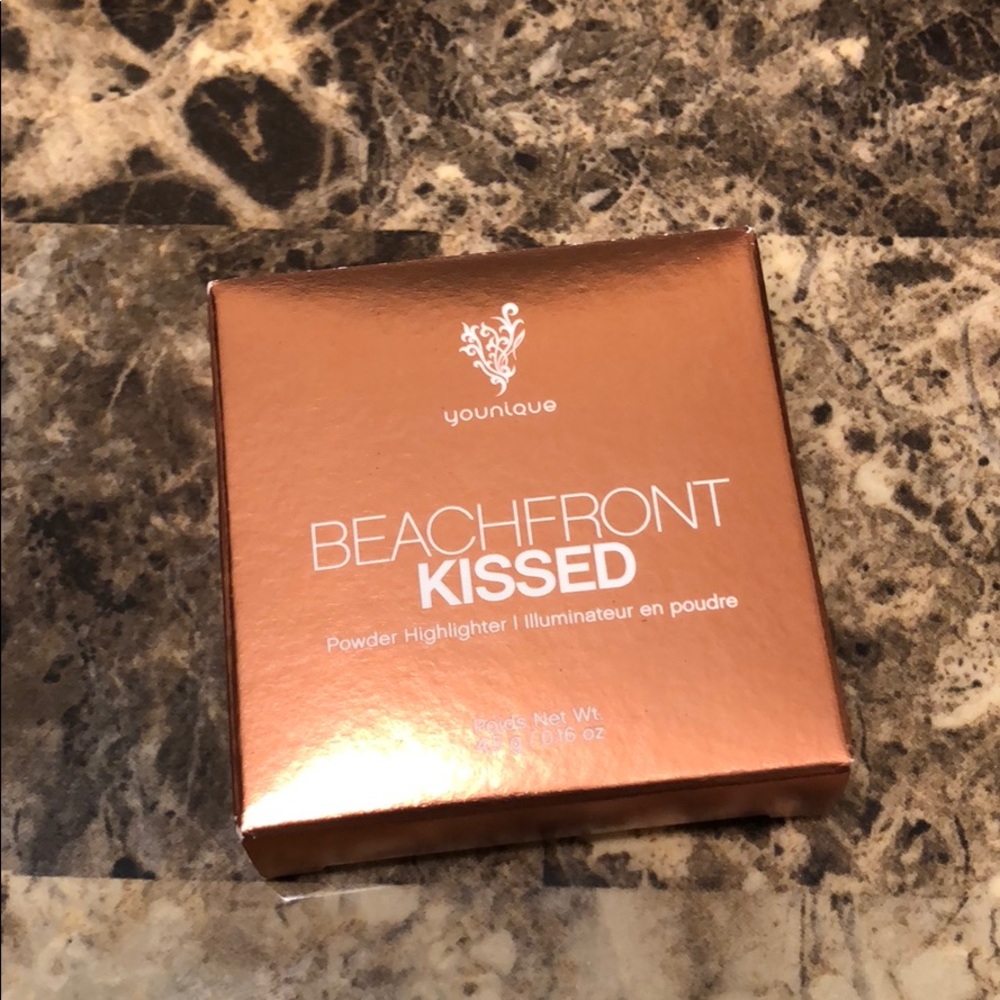 younique
BEACHFRONT
KISSED
Powder Highlighter | Illuminateur en poudre
Poids Net Wt.
g 0.16 oz